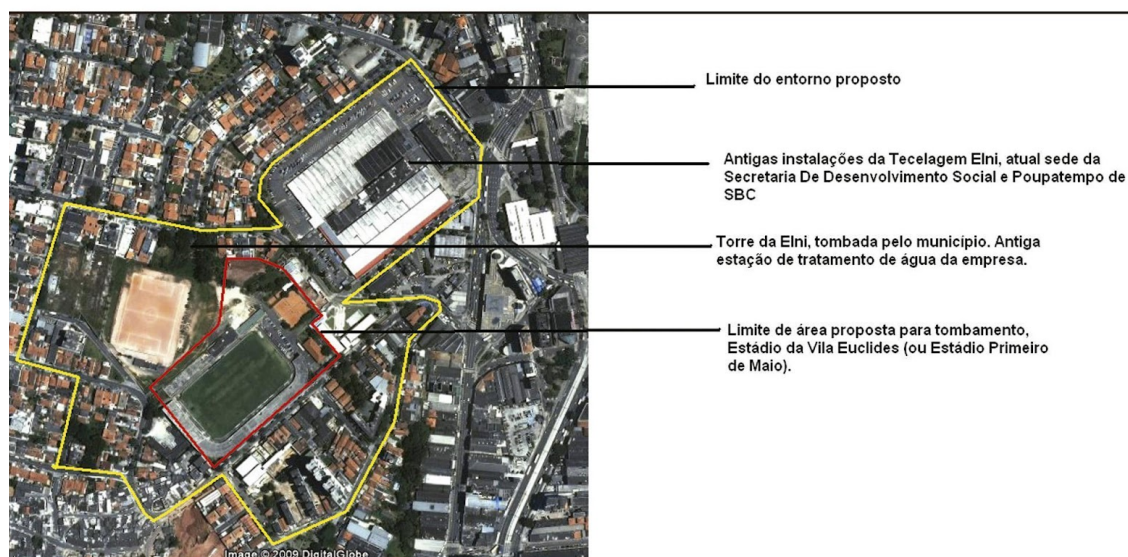 Limite do entorno proposto
Antigas instalações da Tecelagem Elni, atual sede da
Secretaria De Desenvolvimento Social e Poupatempo de
SBC
Torre da Elni, tombada pelo município. Antiga
estação de tratamento de água da empresa.
Limite de área proposta para tombamento,
Estádio da Vila Euclides (ou Estádio Primeiro
de Maio).
Image © 2009 DigitalGlobe